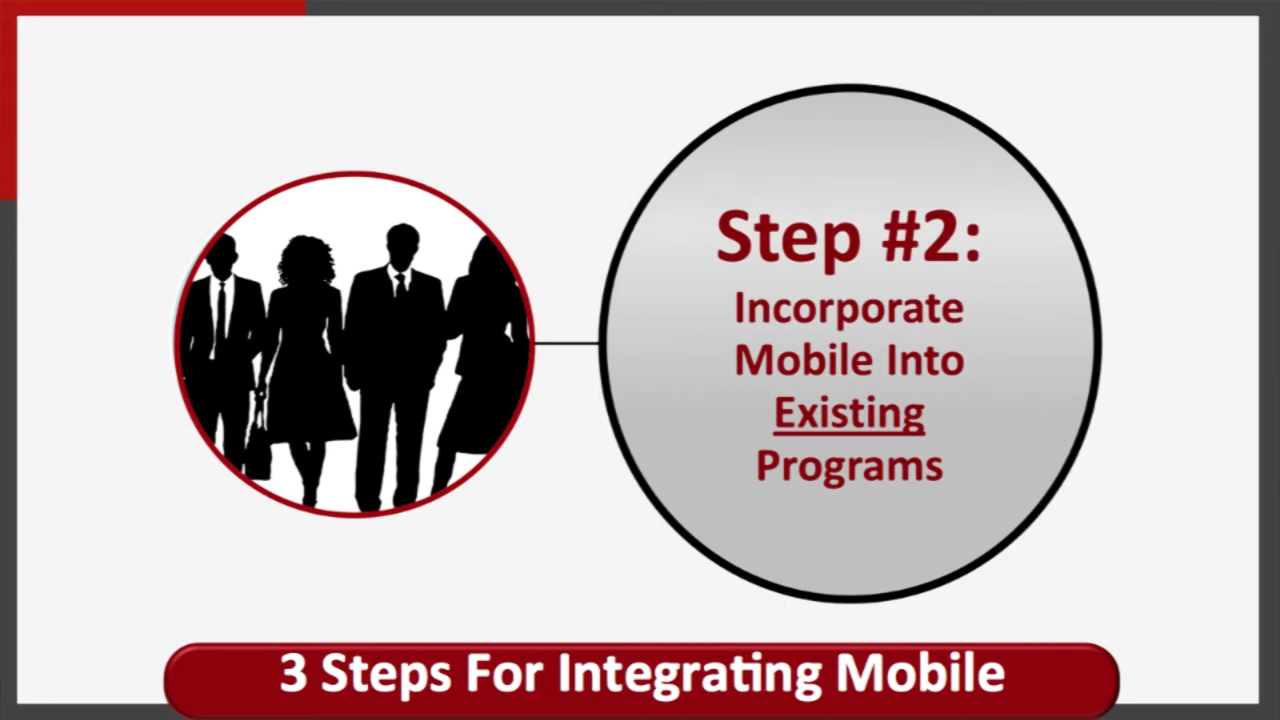 Step #2:
Incorporate
Mobile Into
Existing
Programs
3 Steps For Integrating Mobile